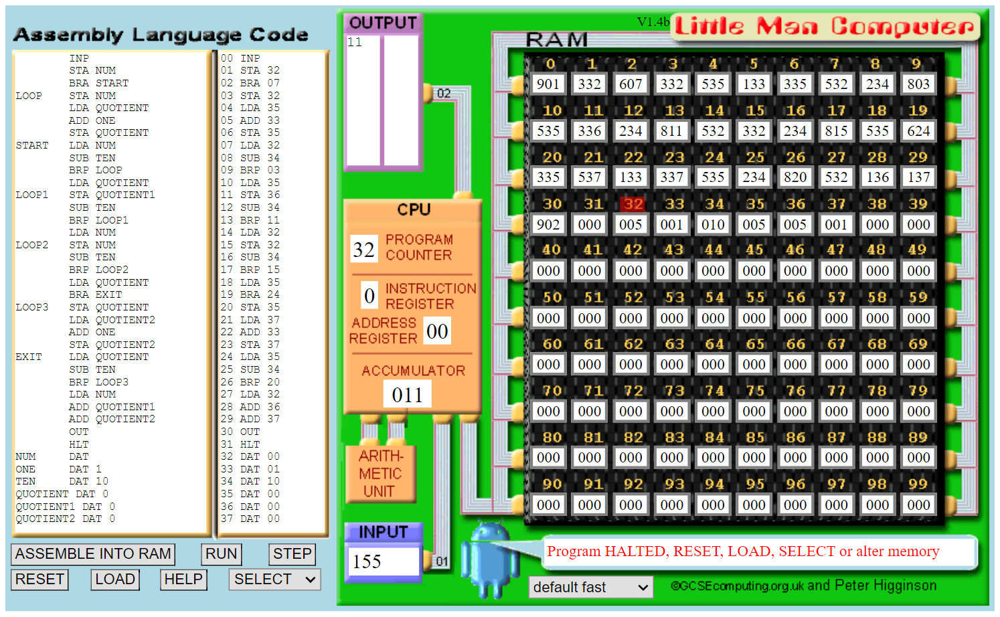 Assembly Language Code
INP
STA NUM
BRA START
LOOP STA NUM
LDA QUOTIENT
ADD ONE
STA QUOTIENT
START LDA NUM
SUB TEN
BRP LOOP
LDA QUOTIENT
LOOP1 STA QUOTIENT1
SUB TEN
BRP LOOP1
LDA NUM
LOOP2 STA NUM
SUB TEN
BRP LOOP2
LDA QUOTIENT
BRA EXIT
LOOP3 STA QUOTIENT
LDA QUOTIENT2
ADD ONE
STA QUOTIENT2
EXIT LDA QUOTIENT
SUB TEN
BRP LOOP3
LDA NUM
ADD QUOTIENT1
ADD QUOTIENT2
OUT
HLT
NUM DAT
ONE DAT 1
TEN DAT 10
QUOTIENT DAT 0
QUOTIENT1 DAT 0
QUOTIENT2 DAT 0
00 INP
01 STA 32
02 BRA 07
03 STA 32
04 LDA 35
05 ADD 33
06 STA 35
07 LDA 32
08 SUB 34
09 BRP 03
10 LDA 35
11 STA 36
12 SUB 34
13 BRP 11
14 LDA 32
15 STA 32
16 SUB 34
17 BRP 15
18 LDA 35
19 BRA 24
20 STA 35
21 LDA 37
22 ADD 33
23 STA 37
24 LDA 35
25 SUB 34
26 BRP 20
27 LDA 32
28 ADD 36
29 ADD 37
30 OUT
31 HLT
32 DAT 00
33 DAT 01
34 DAT 10
35 DAT 00
36 DAT 00
37 DAT 00
ASSEMBLE INTO RAM RUN STEP
RESET LOAD HELP SELECT
OUTPUT
11
02
CPU
32 PROGRAM
COUNTER
0 INSTRUCTION
REGISTER
ADDRESS
REGISTER 00
ACCUMULATOR
011
ARITH-
METIC
UNIT
INPUT
155
01
V1.4b
Little Man Computer
RAM
0 1 2 3 4 5 6 7 8 9
901 332 607 332 535 133 335 532 234 803
10 11 12 13 14 15 16 17 18 19
535 336 234 811 532 332 234 815 535 624
20 21 22 23 24 25 26 27 28 29
335 537 133 337 535 234 820 532 136 137
30 31 32 33 34 35 36 37 38 39
902 000 005 001 010 005 005 001 000 000
40 41 42 43 44 45 46 47 48 49
000 000 000 000 000 000 000 000 000 000
50 51 52 53 54 55 56 57 58 59
000 000 000 000 000 000 000 000 000 000
60 61 62 63 64 65 66 67 68 69
000 000 000 000 000 000 000 000 000 000
70 71 72 73 74 75 76 77 78 79
000 000 000 000 000 000 000 000 000 000
80 81 82 83 84 85 86 87 88 89
000 000 000 000 000 000 000 000 000 000
90 91 92 93 94 95 96 97 98 99
000 000 000 000 000 000 000 000 000 000
Program HALTED, RESET, LOAD, SELECT or alter memory
default fast
©GCSEcomputing.org.uk and Peter Higginson